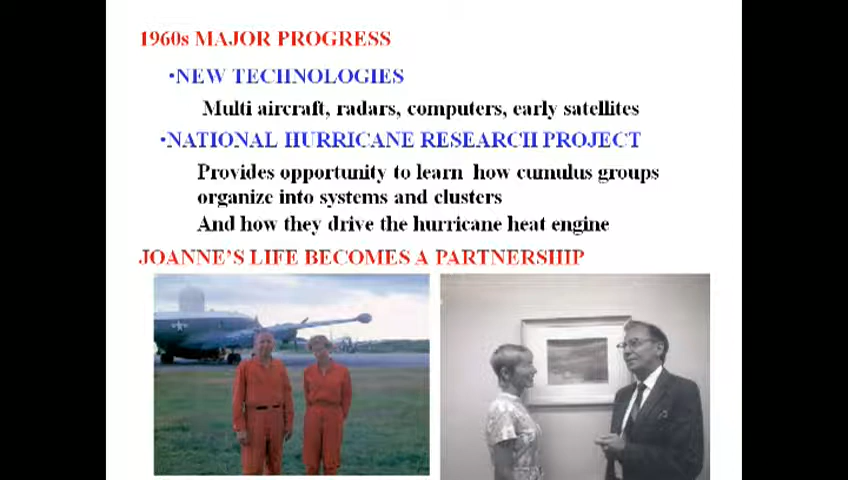 1960s MAJOR PROGRESS
•NEW TECHNOLOGIES
Multi aircraft, radars, computers, early satellites
•NATIONAL HURRICANE RESEARCH PROJECT
Provides opportunity to learn how cumulus groups
organize into systems and clusters
And how they drive the hurricane heat engine
JOANNE'S LIFE BECOMES A PARTNERSHIP